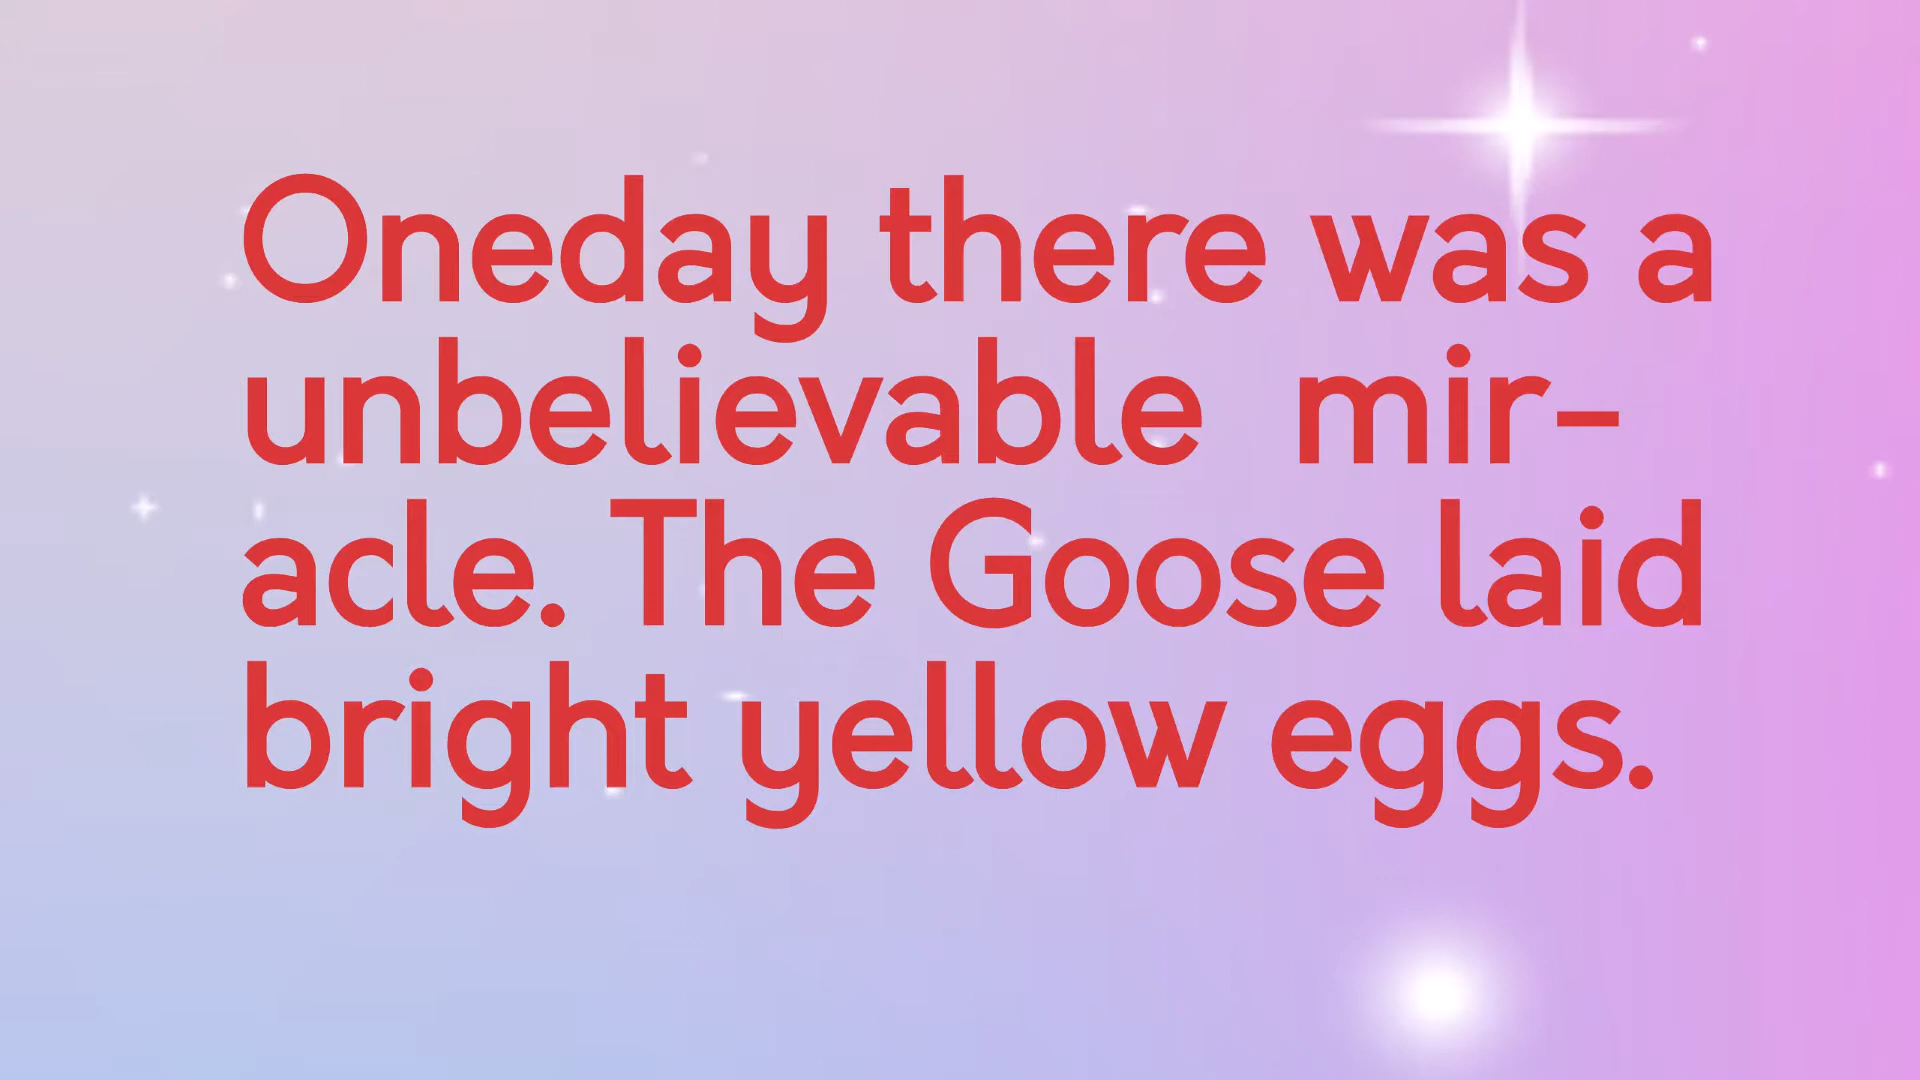 Oneday there was a
unbelievable  mir-
acle. The Goose laid
bright yellow eggs.